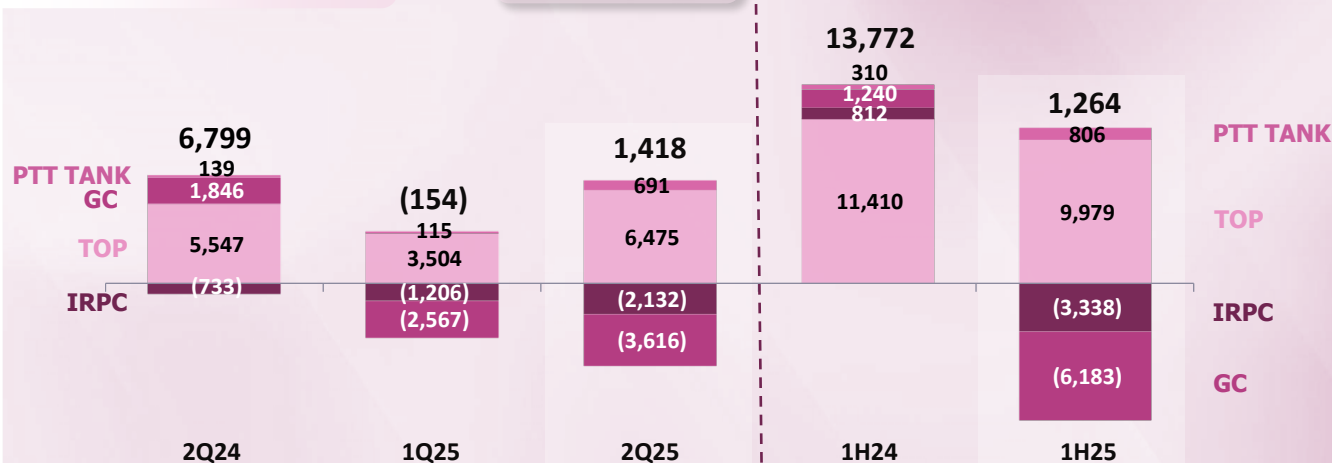 13,772
310
1,240
812
11,410
1,264
806
9,979
(3,338)
(6,183)
6,799
139
1,846
5,547
(733)
(154)
115
3,504
(1,206)
(2,567)
1,418
691
6,475
(2,132)
(3,616)
PTT TANK
GC
TOP
IRPC
PTT TANK
TOP
IRPC
GC
2Q24
1Q25
2Q25
1H24
1H25